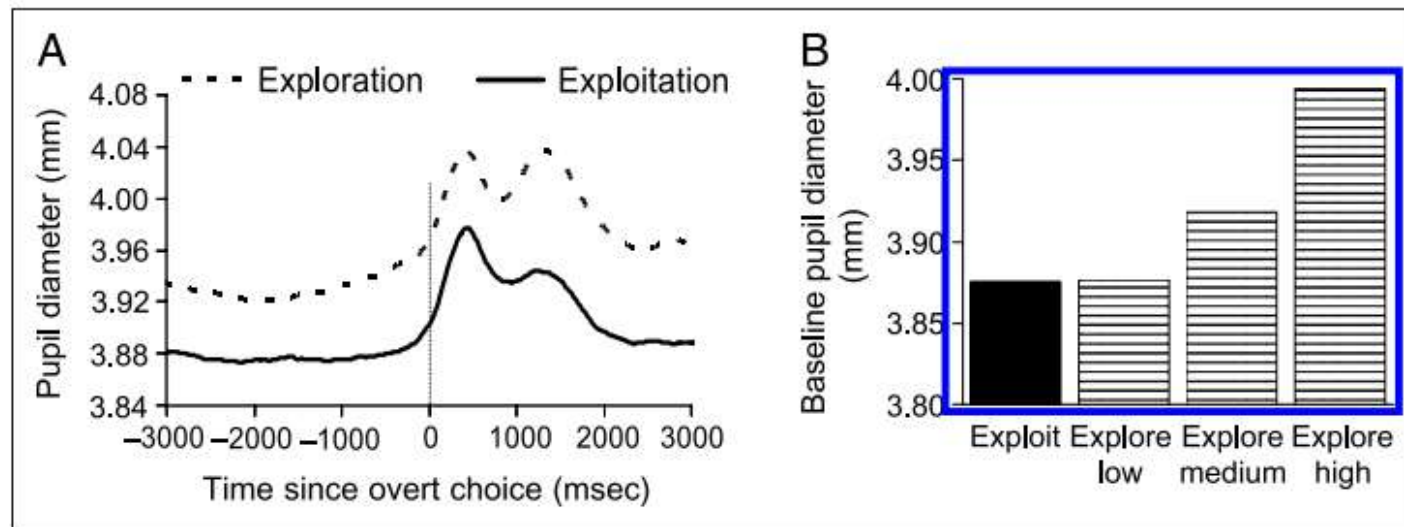 A
Exploration
Exploitation
Pupil diameter (mm)
4.08
4.04
4.00
3.96
3.92
3.88
3.84
–3000
–2000
–1000
0
1000
2000
3000
Time since overt choice (msec)
B
Baseline pupil diameter
(mm)
4.00
3.95
3.90
3.85
3.80
Exploit
Explore
low
Explore
medium
Explore
high